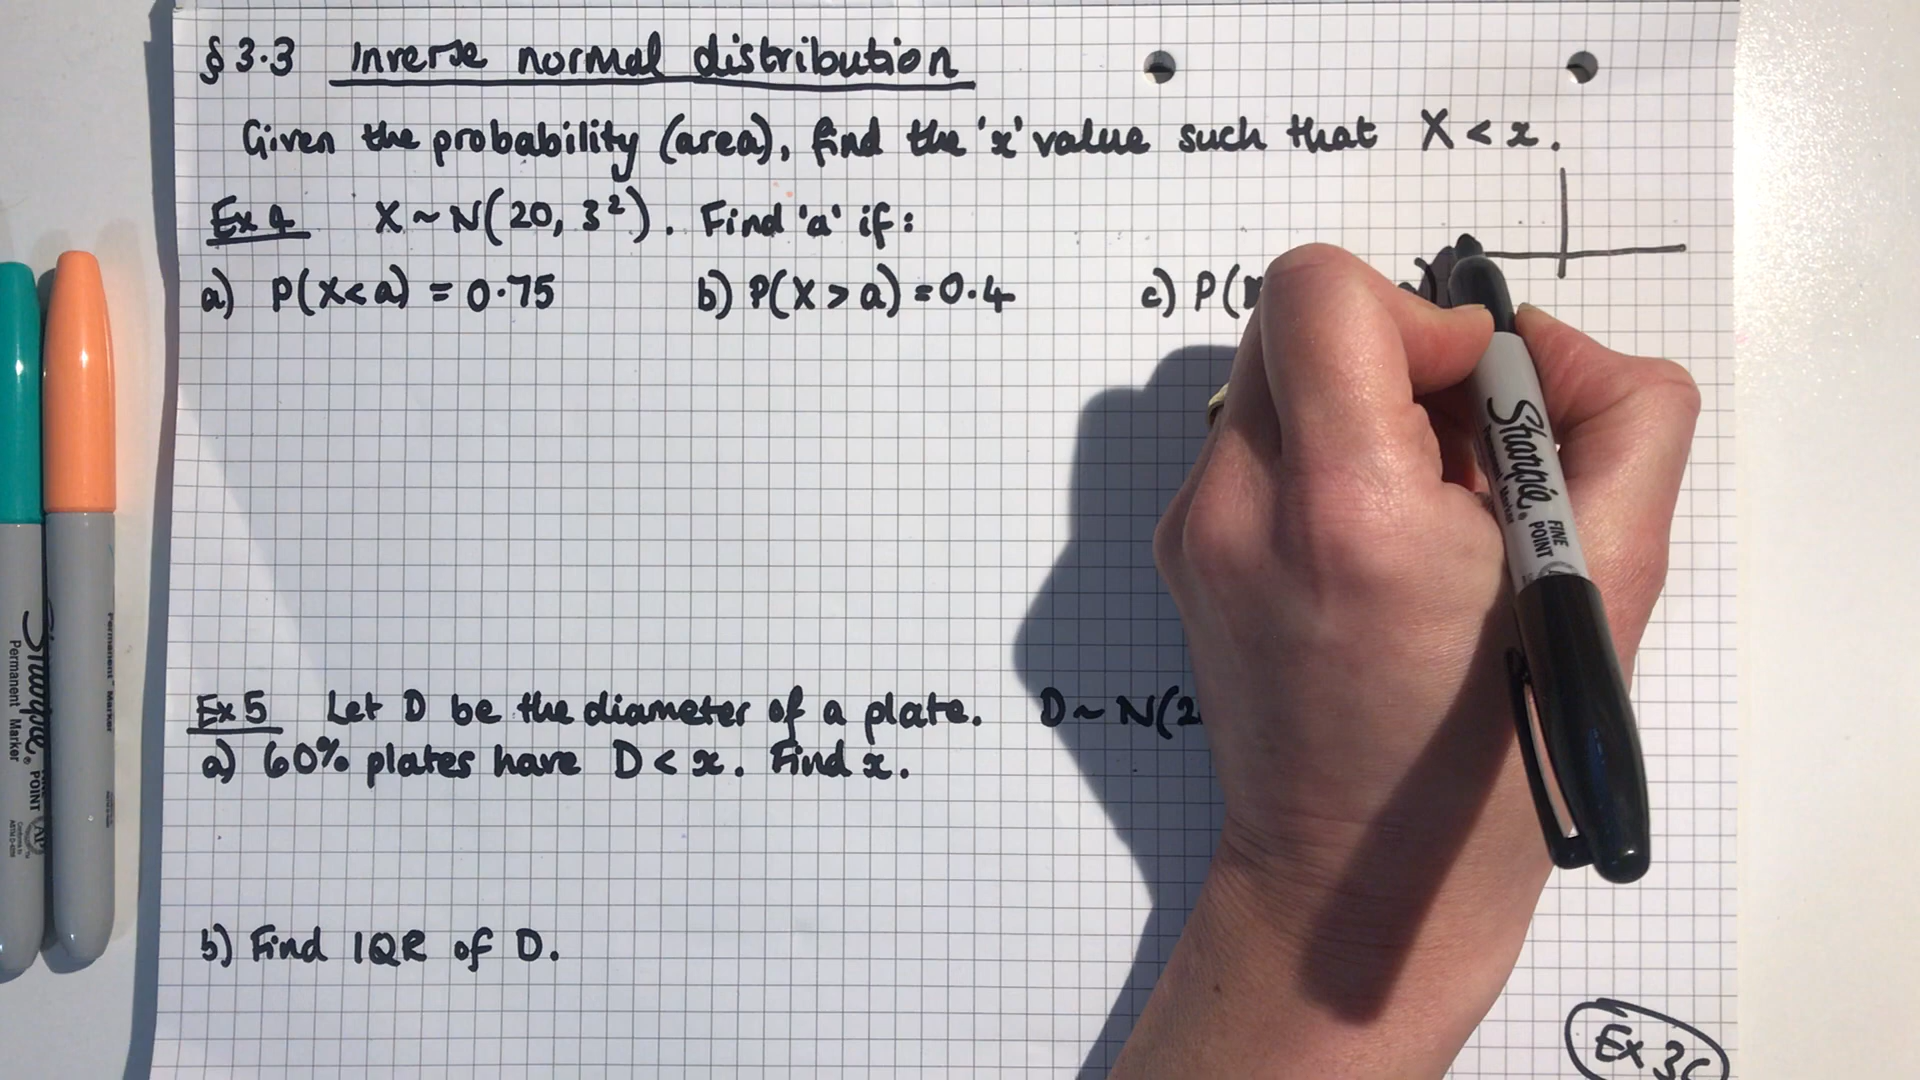 §3.3 Inverse normal distribution
Given the probability (area), find the 'x' value such that X < x.
Ex 4 X ~ N(20, 3²). Find 'a' if:
a) P(X < a) = 0.75 b) P(X > a) = 0.4 c) P(
Ex 5 Let D be the diameter of a plate. D ~ N(2
a) 60% plates have D < x. Find x.
b) Find IQR of D.
Ex 3C
Sharpie
FINE POINT
Sharpie
Permanent Marker
POINT
Permanent Marker